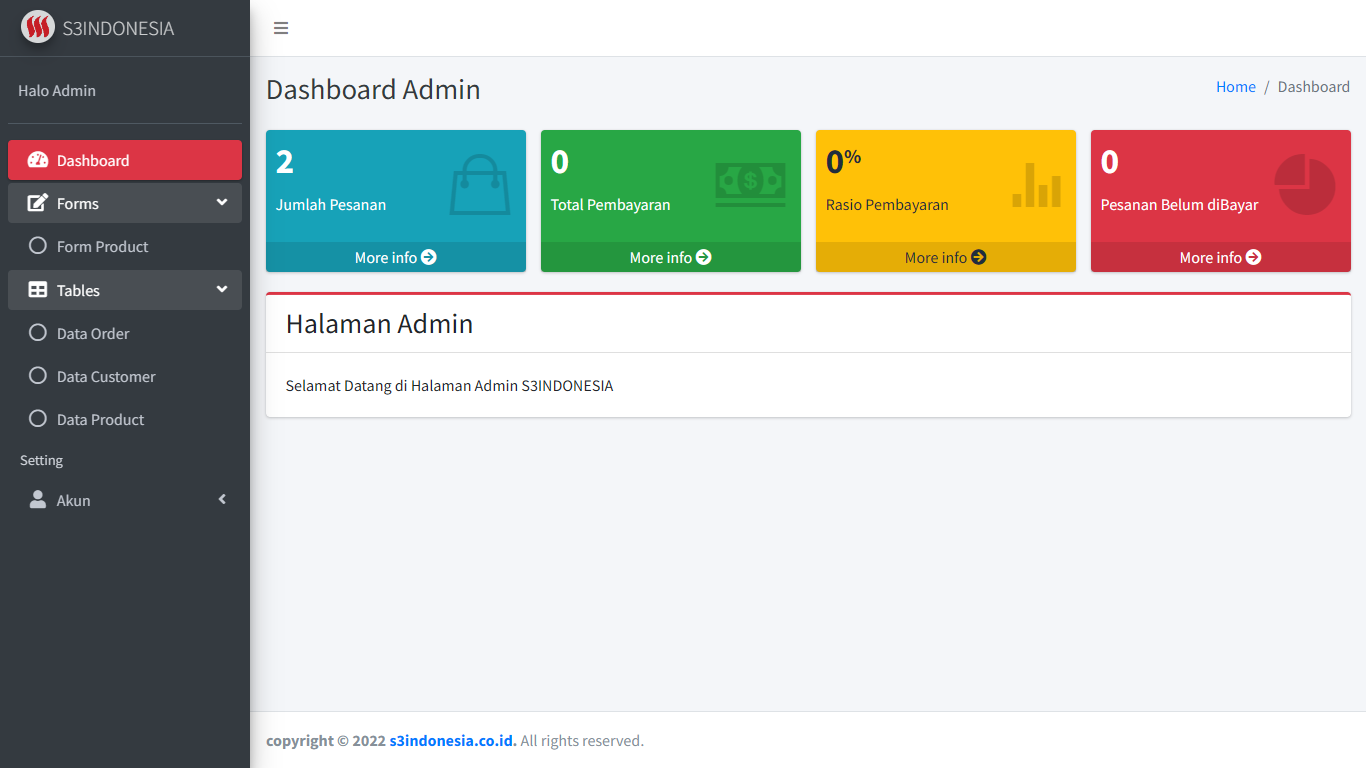 S3INDONESIA
Halo Admin
Dashboard
Forms
Form Product
Tables
Data Order
Data Customer
Data Product
Setting
Akun
Dashboard Admin
Home / Dashboard
2
Jumlah Pesanan
More info
0
Total Pembayaran
More info
0%
Rasio Pembayaran
More info
0
Pesanan Belum diBayar
More info
Halaman Admin
Selamat Datang di Halaman Admin S3INDONESIA
copyright © 2022 s3indonesia.co.id. All rights reserved.